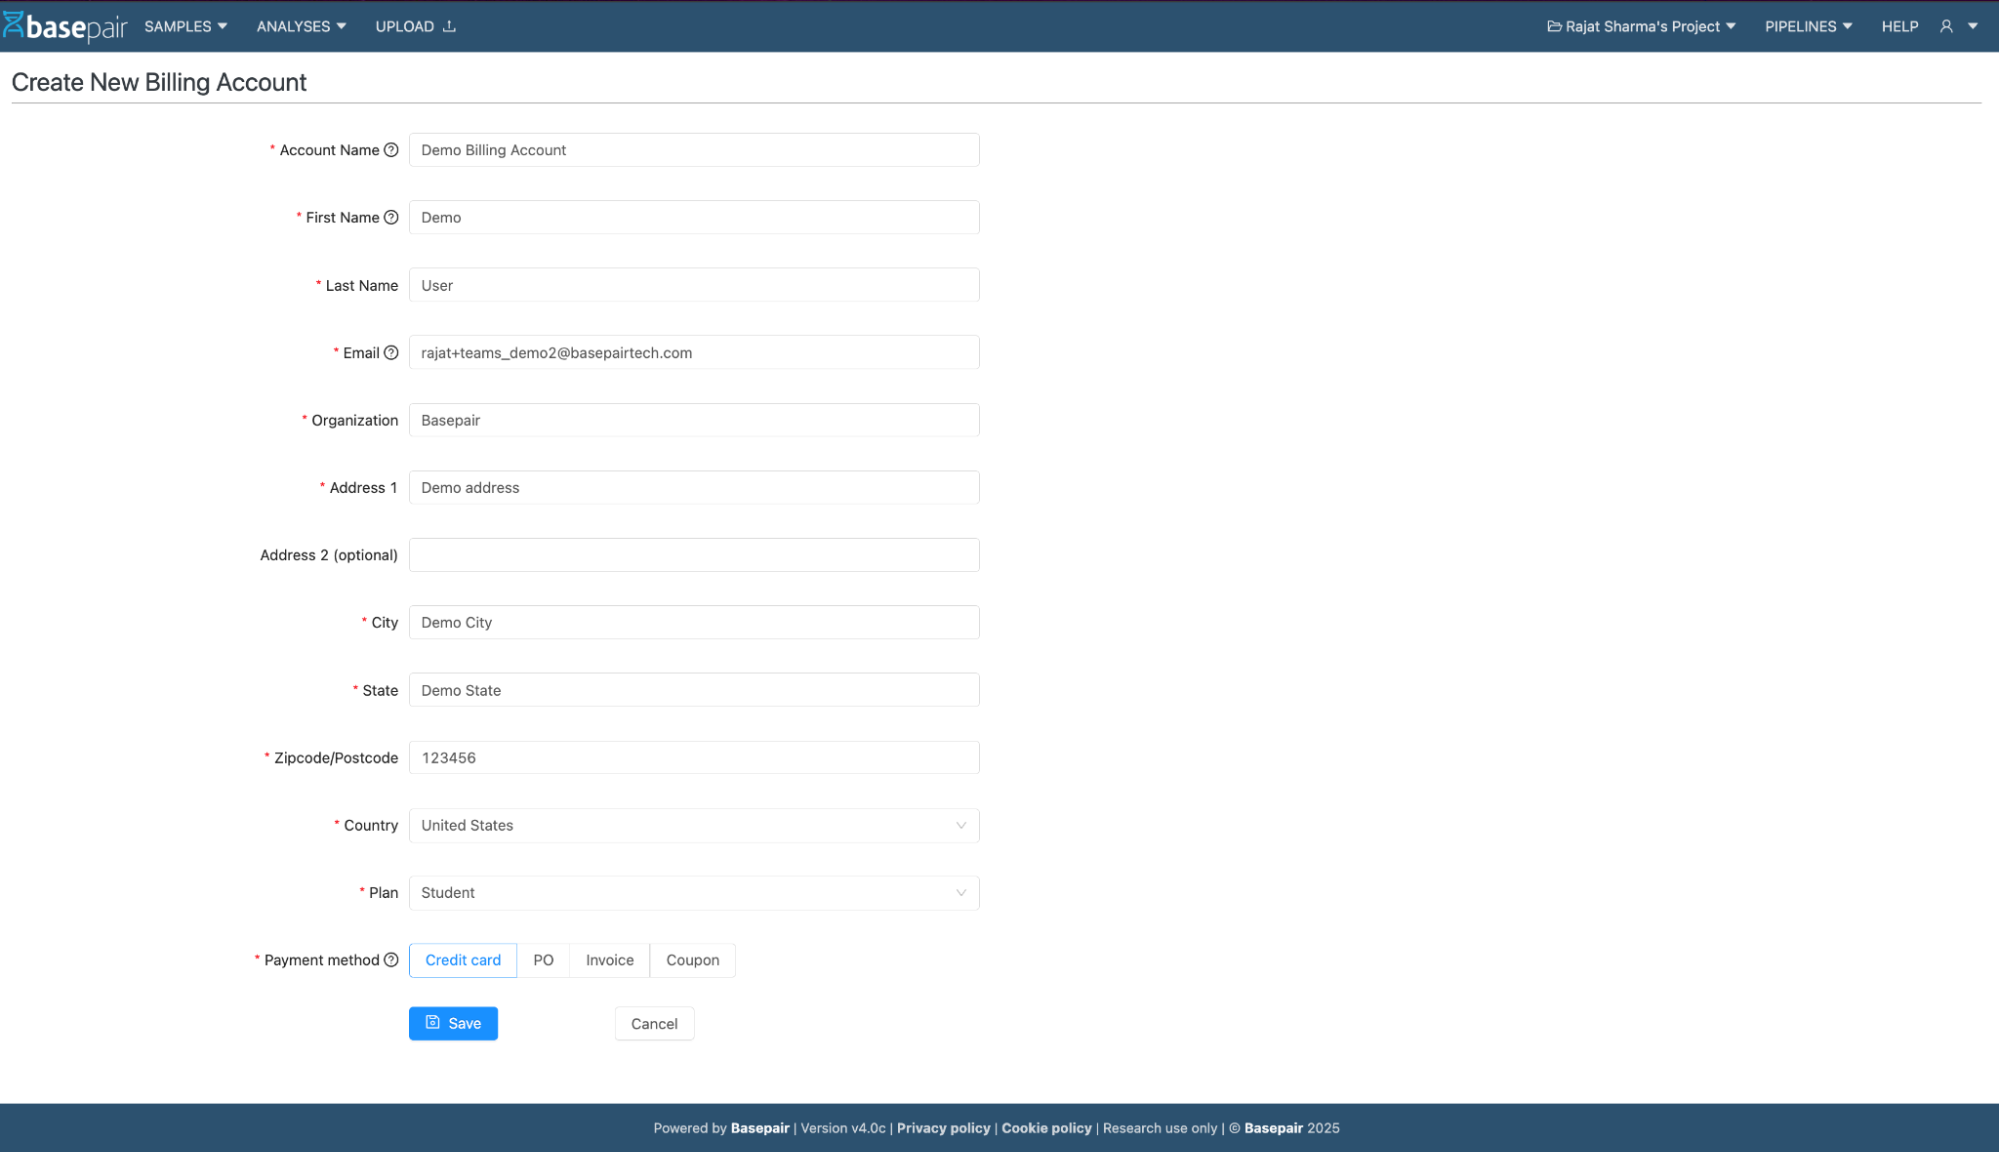 basepair SAMPLES ANALYSES UPLOAD Rajat Sharma's Project PIPELINES HELP
Create New Billing Account
* Account Name Demo Billing Account
* First Name Demo
* Last Name User
* Email rajat+teams_demo2@basepairtech.com
* Organization Basepair
* Address 1 Demo address
Address 2 (optional)
* City Demo City
* State Demo State
* Zipcode/Postcode 123456
* Country United States
* Plan Student
* Payment method Credit card PO Invoice Coupon
Save Cancel
Powered by Basepair | Version v4.0c | Privacy policy | Cookie policy | Research use only | © Basepair 2025